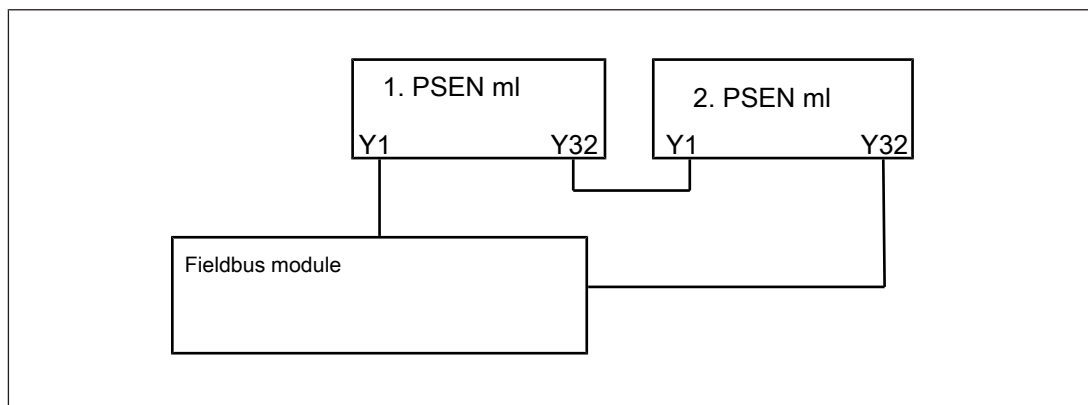 1. PSEN ml
2. PSEN ml
Y1 Y32 Y1 Y32
Fieldbus module